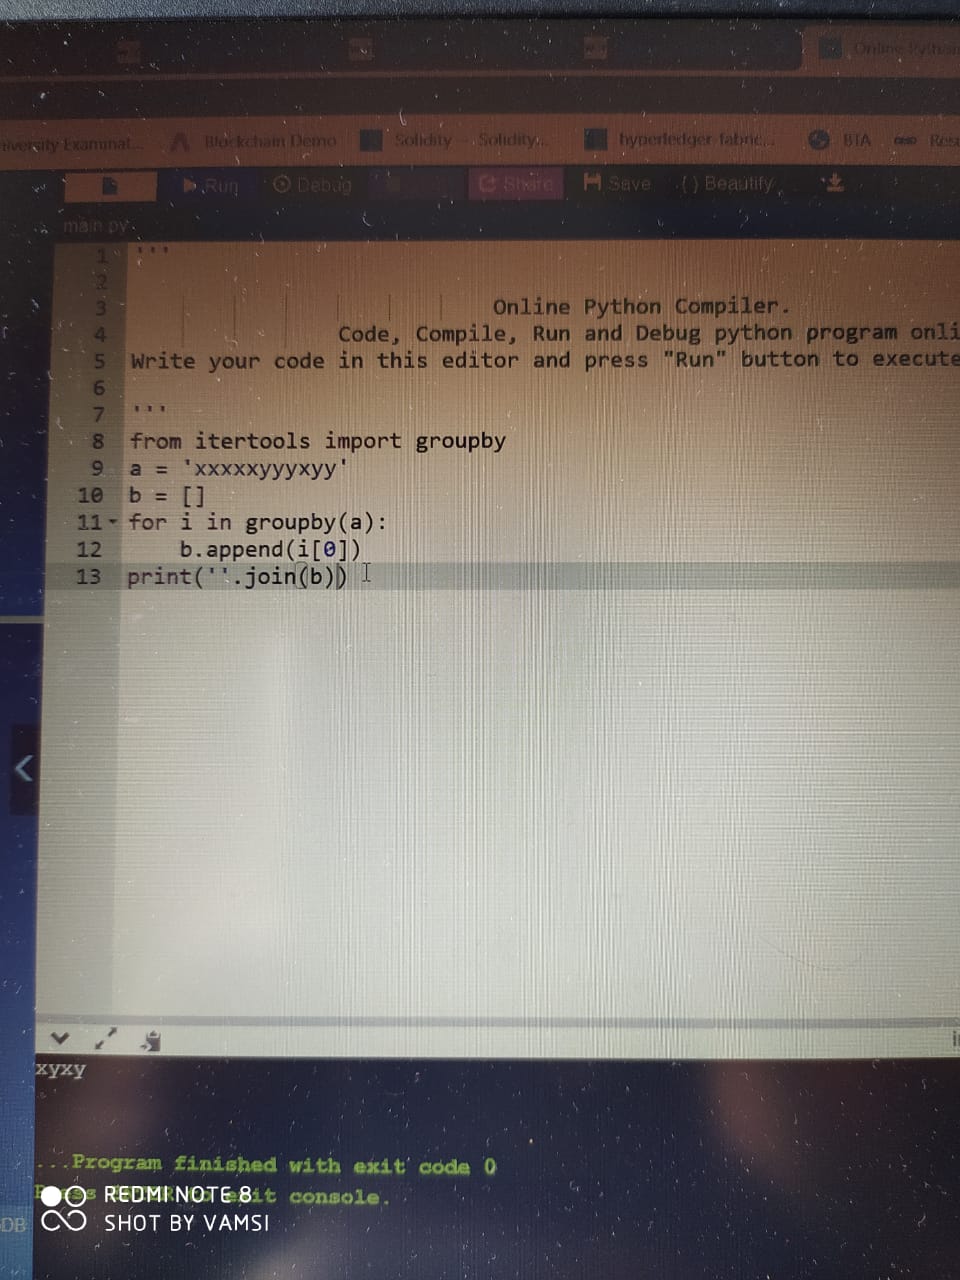 Online Python
niversity Examinat...
Blockchain Demo
Solidity — Solidity...
hyperledger-fabric...
BTA
Run
Debug
Share
Save
{ } Beautify
main.py
1 '''
2
3 Online Python Compiler.
4 Code, Compile, Run and Debug python program onli
5 Write your code in this editor and press "Run" button to execute
6
7 '''
8 from itertools import groupby
9 a = 'xxxxxyyyxyy'
10 b = []
11 for i in groupby(a):
12 b.append(i[0])
13 print(''.join(b))
xyxy
...Program finished with exit code 0
exit console.
REDMI NOTE 8
SHOT BY VAMSI
DB